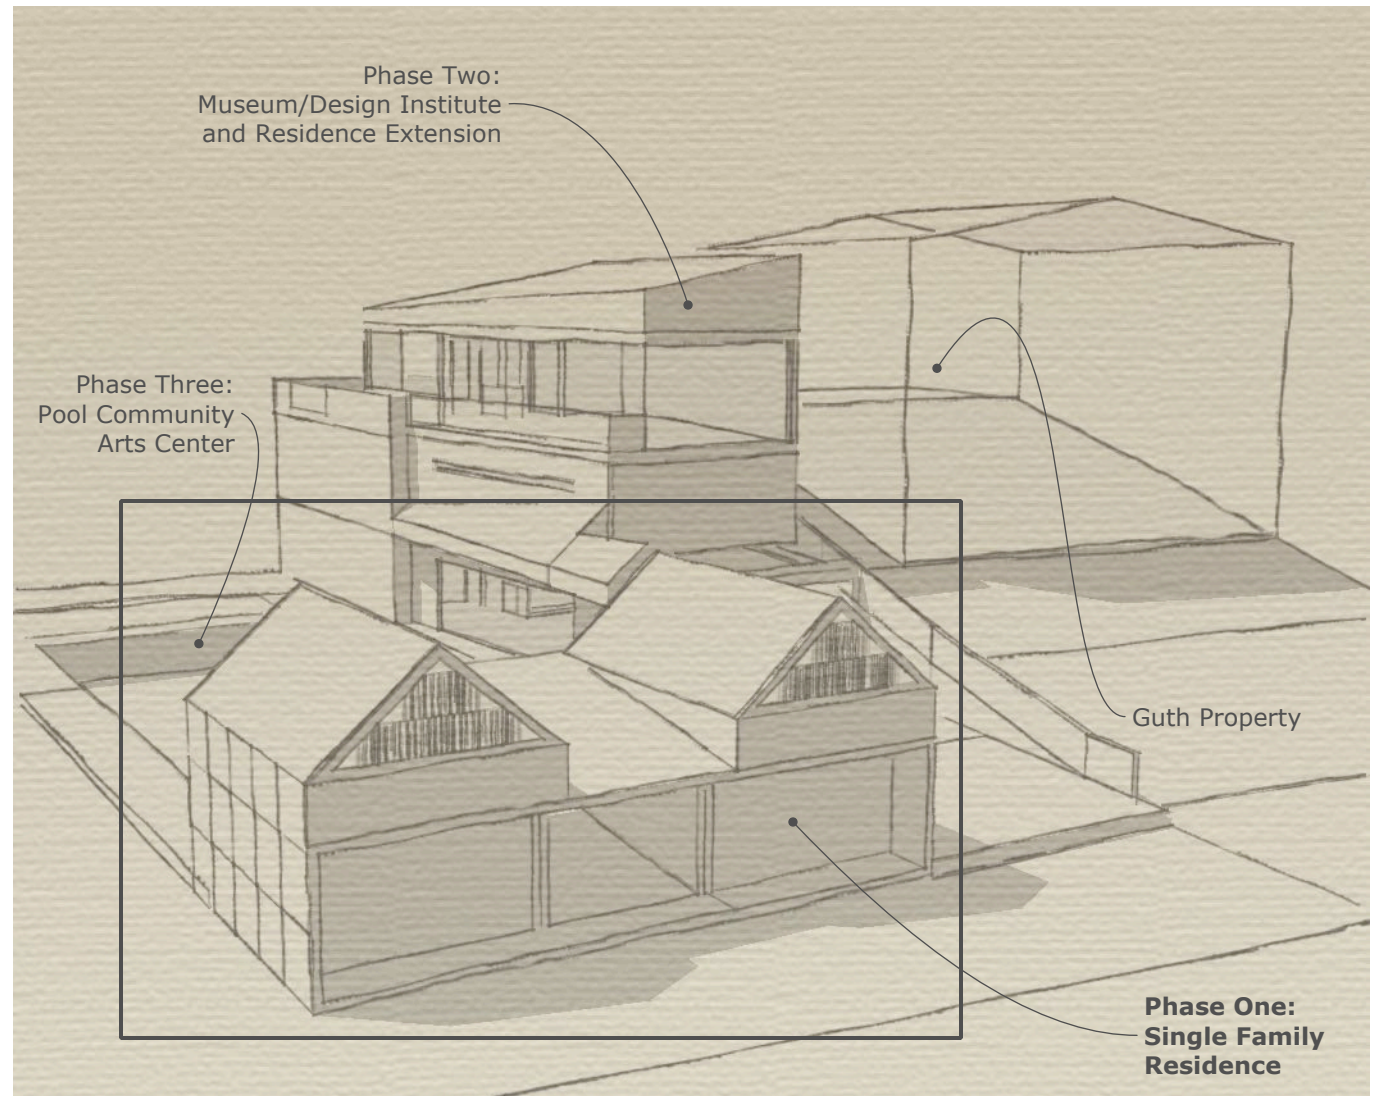 Phase Two:
Museum/Design Institute
and Residence Extension
Phase Three:
Pool Community
Arts Center
Guth Property
Phase One:
Single Family
Residence